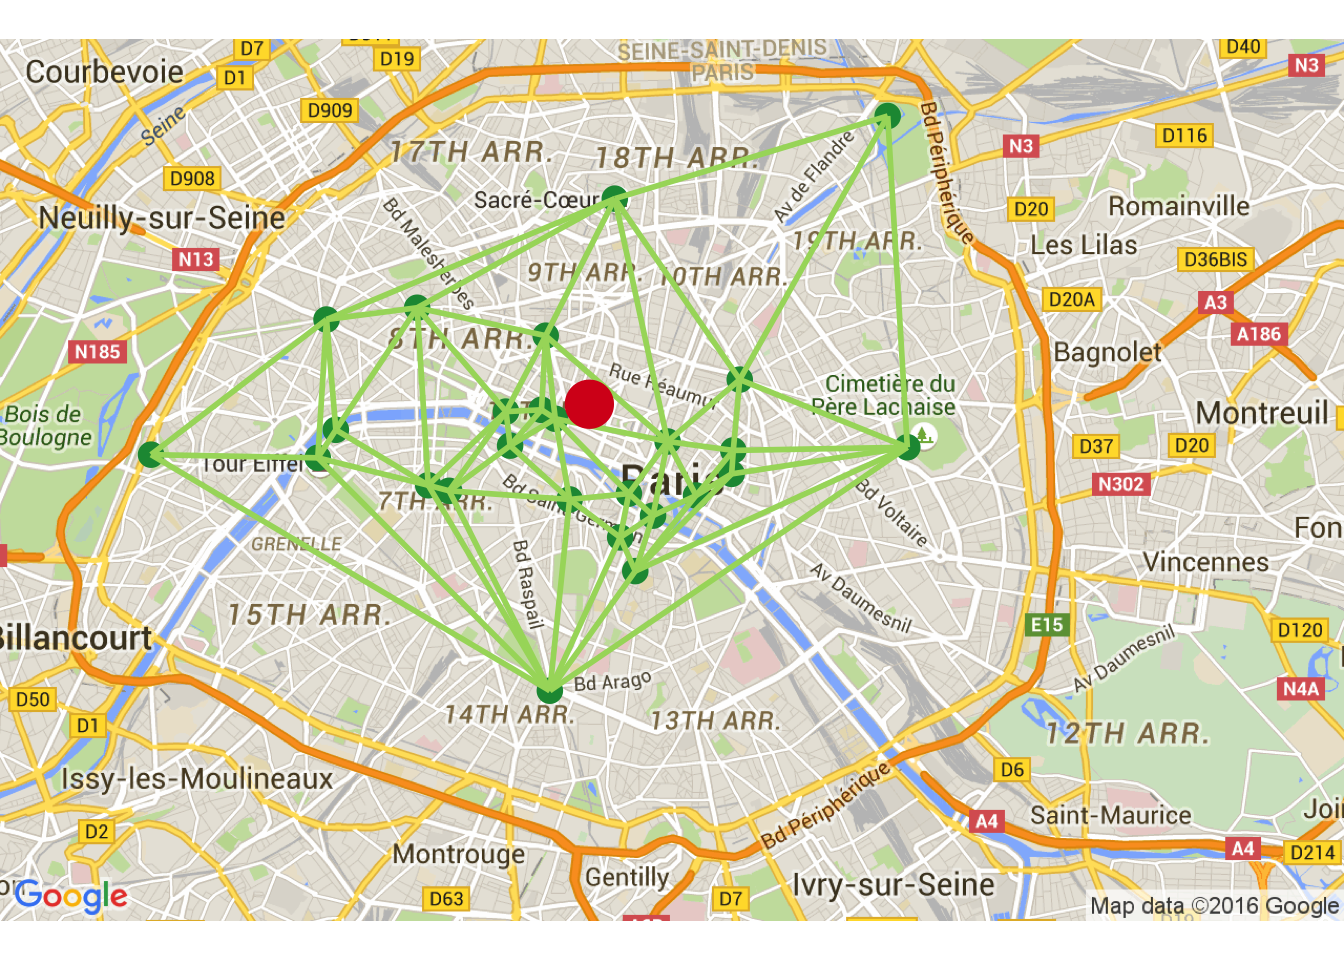 SEINE-SAINT-DENIS
PARIS
D7
D19
D40
N3
Courbevoie
D1
D909
Seine
D116
N3
17TH ARR.
18TH ARR.
Av de Flandre
Bd Périphérique
D908
Sacré-Cœur
D20
Romainville
Neuilly-sur-Seine
Bd Malesherbes
19TH ARR.
Les Lilas
N13
9TH ARR.
10TH ARR.
D36BIS
D20A
A3
A186
8TH ARR.
N185
Bagnolet
Rue Réaumur
Cimetière du
Père Lachaise
Bois de
Boulogne
Montreuil
D37
D20
Tour Eiffel
Paris
N302
7TH ARR.
Bd Saint-Germain
Bd Voltaire
Fon
GRENELLE
Bd Raspail
Vincennes
Av Daumesnil
15TH ARR.
E15
D120
Billancourt
Av Daumesnil
Bd Arago
N4A
D50
14TH ARR.
13TH ARR.
D1
12TH ARR.
Issy-les-Moulineaux
D6
Bd Périphérique
Saint-Maurice
Joi
D2
A4
A4
D214
Montrouge
Gentilly
Ivry-sur-Seine
D63
D7
Google
Map data ©2016 Google